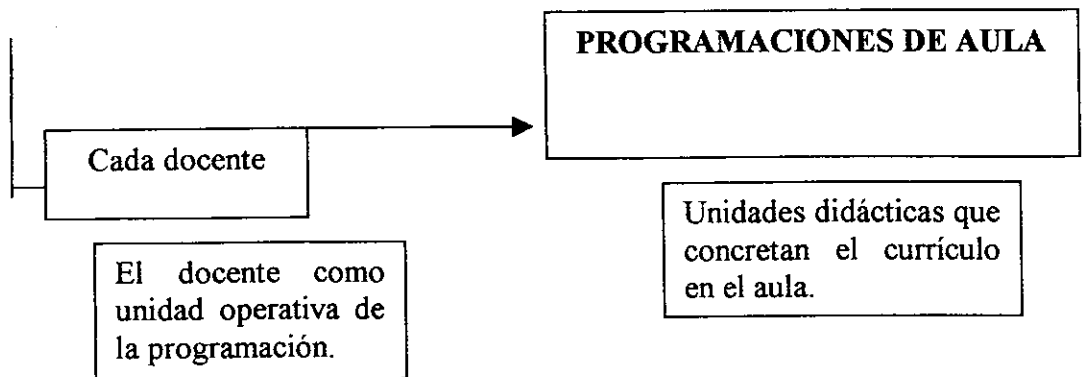 PROGRAMACIONES DE AULA
Cada docente
El docente como
unidad operativa de
la programación.
Unidades didácticas que
concretan el currículo
en el aula.